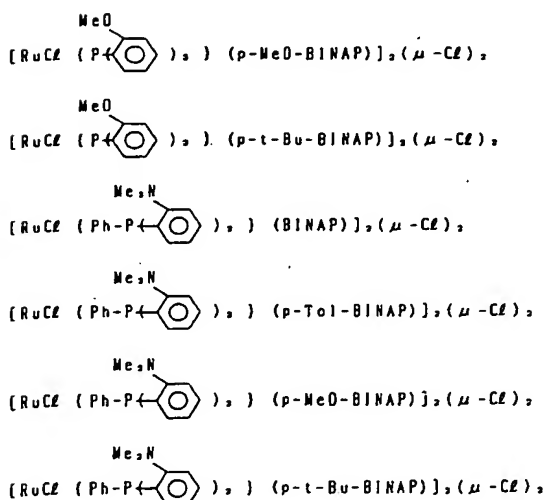 MeO
[RuCl {P( )₃} (p-MeO-BINAP)]₂(μ-Cl)₂
MeO
[RuCl {P( )₃} (p-t-Bu-BINAP)]₂(μ-Cl)₂
Me₂N
[RuCl {Ph-P( )₂} (BINAP)]₂(μ-Cl)₂
Me₂N
[RuCl {Ph-P( )₂} (p-Tol-BINAP)]₂(μ-Cl)₂
Me₂N
[RuCl {Ph-P( )₂} (p-MeO-BINAP)]₂(μ-Cl)₂
Me₂N
[RuCl {Ph-P( )₂} (p-t-Bu-BINAP)]₂(μ-Cl)₂